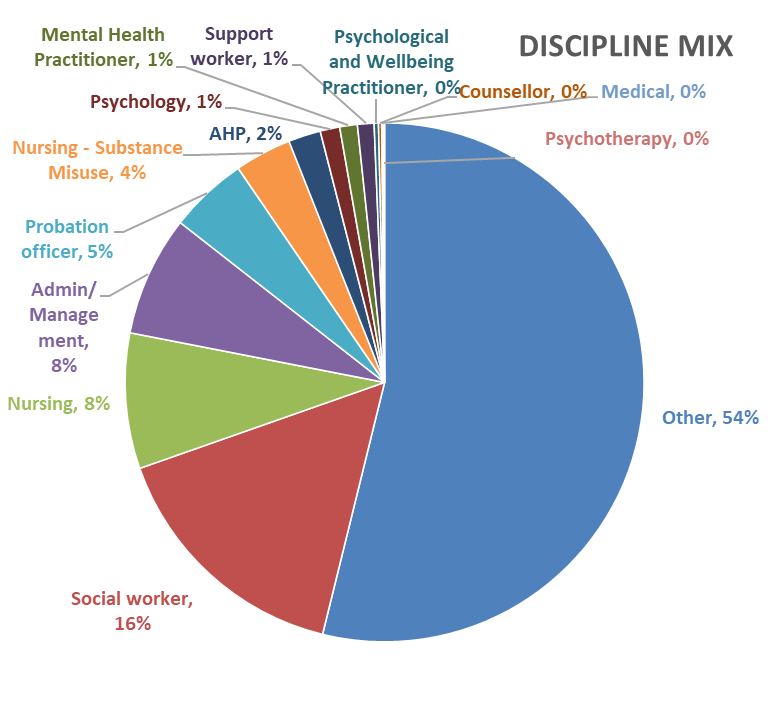 DISCIPLINE MIX
Mental Health
Practitioner, 1%
Support
worker, 1%
Psychological
and Wellbeing
Practitioner, 0%
Counsellor, 0%
Medical, 0%
Psychotherapy, 0%
Psychology, 1%
AHP, 2%
Nursing - Substance
Misuse, 4%
Probation
officer, 5%
Admin/
Manage
ment,
8%
Nursing, 8%
Other, 54%
Social worker,
16%